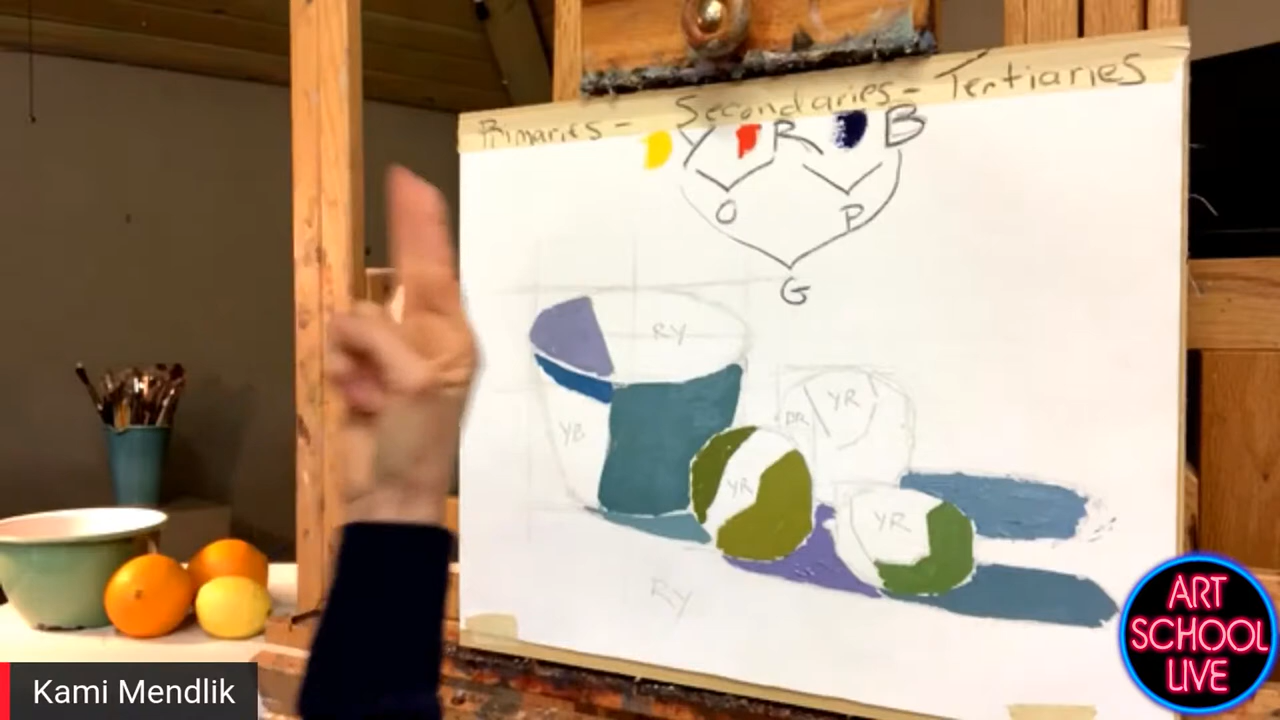 Primaries - Secondaries - Tertiaries
Y R B
O P
G
RY
YR
DR
YB
YR
YR
RY
Kami Mendlik
ART
SCHOOL
LIVE